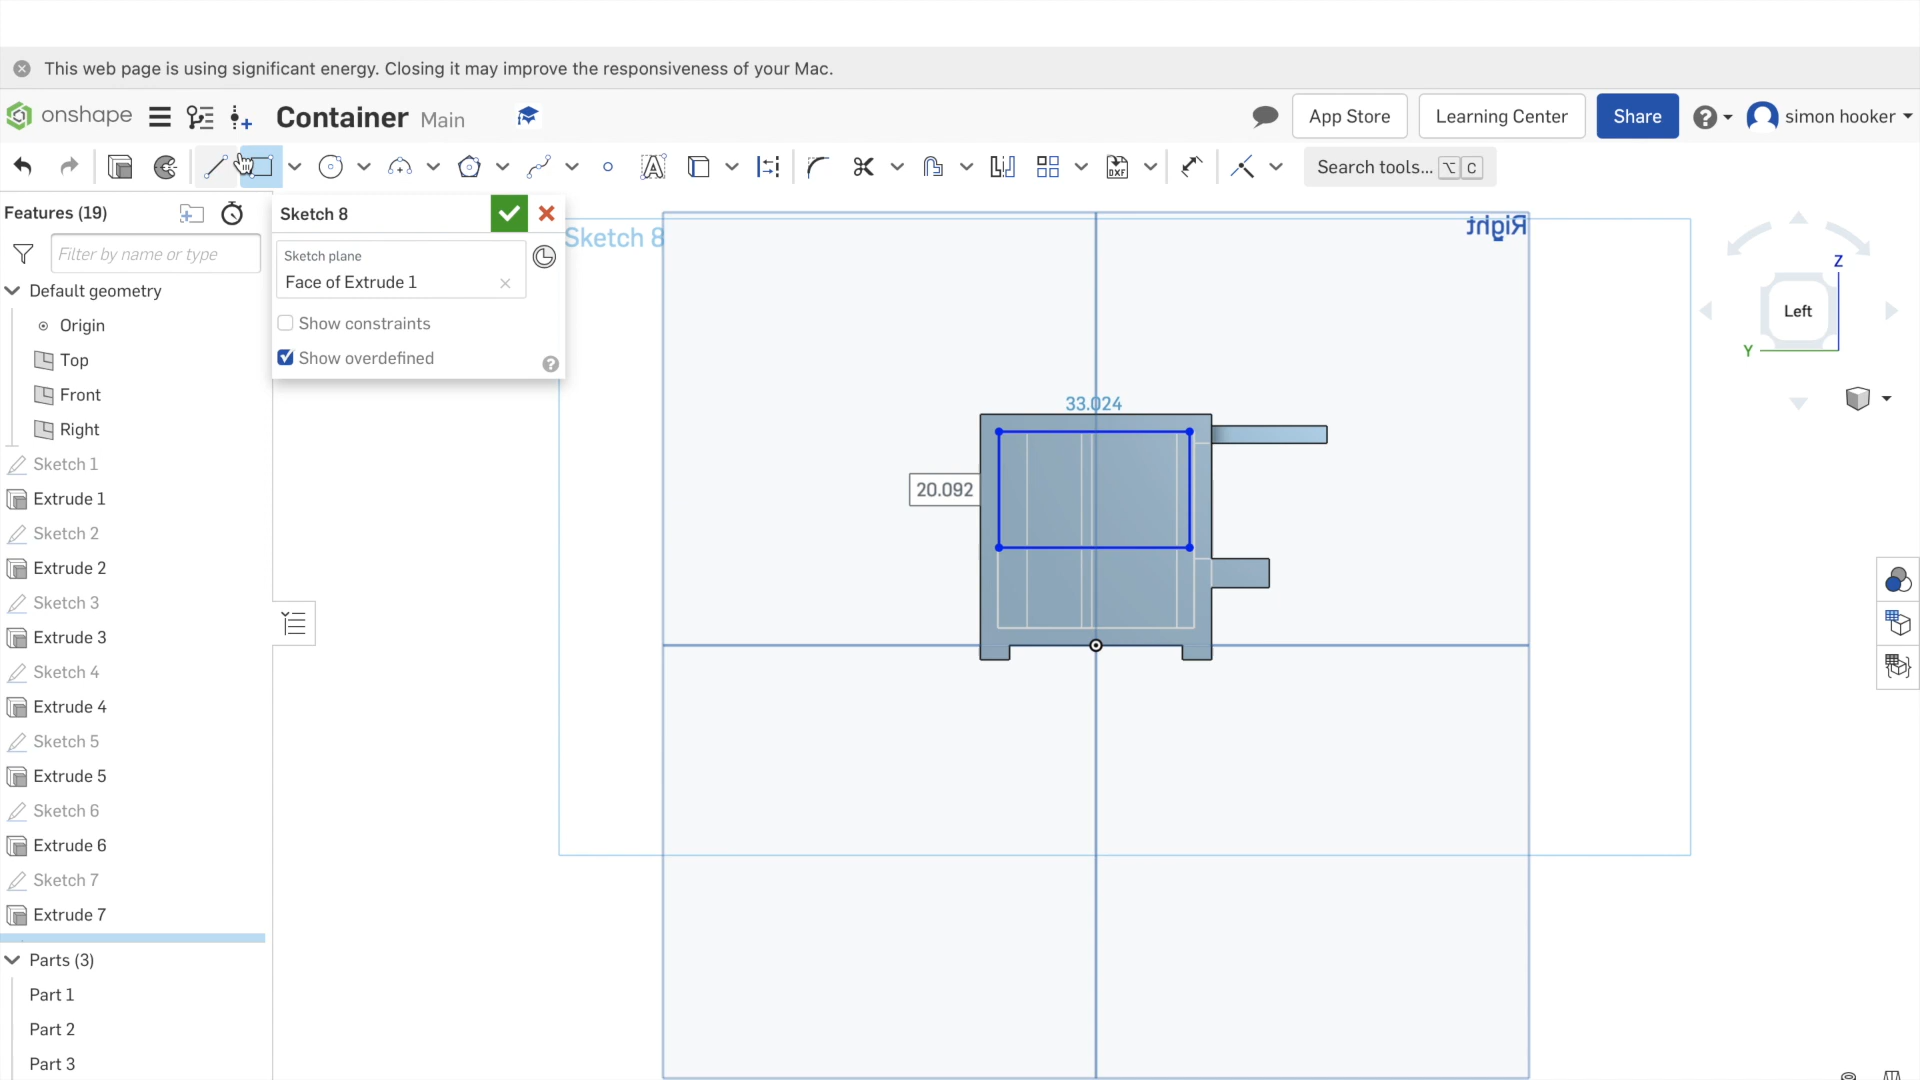 This web page is using significant energy. Closing it may improve the responsiveness of your Mac.
onshape
Container Main
App Store
Learning Center
Share
simon hooker
Search tools... ⌥ C
Features (19)
Filter by name or type
Default geometry
Origin
Top
Front
Right
Sketch 1
Extrude 1
Sketch 2
Extrude 2
Sketch 3
Extrude 3
Sketch 4
Extrude 4
Sketch 5
Extrude 5
Sketch 6
Extrude 6
Sketch 7
Extrude 7
Parts (3)
Part 1
Part 2
Part 3
Sketch 8
Sketch plane
Face of Extrude 1
Show constraints
Show overdefined
Sketch 8
Right
33.024
20.092
Z
Left
Y
DXF